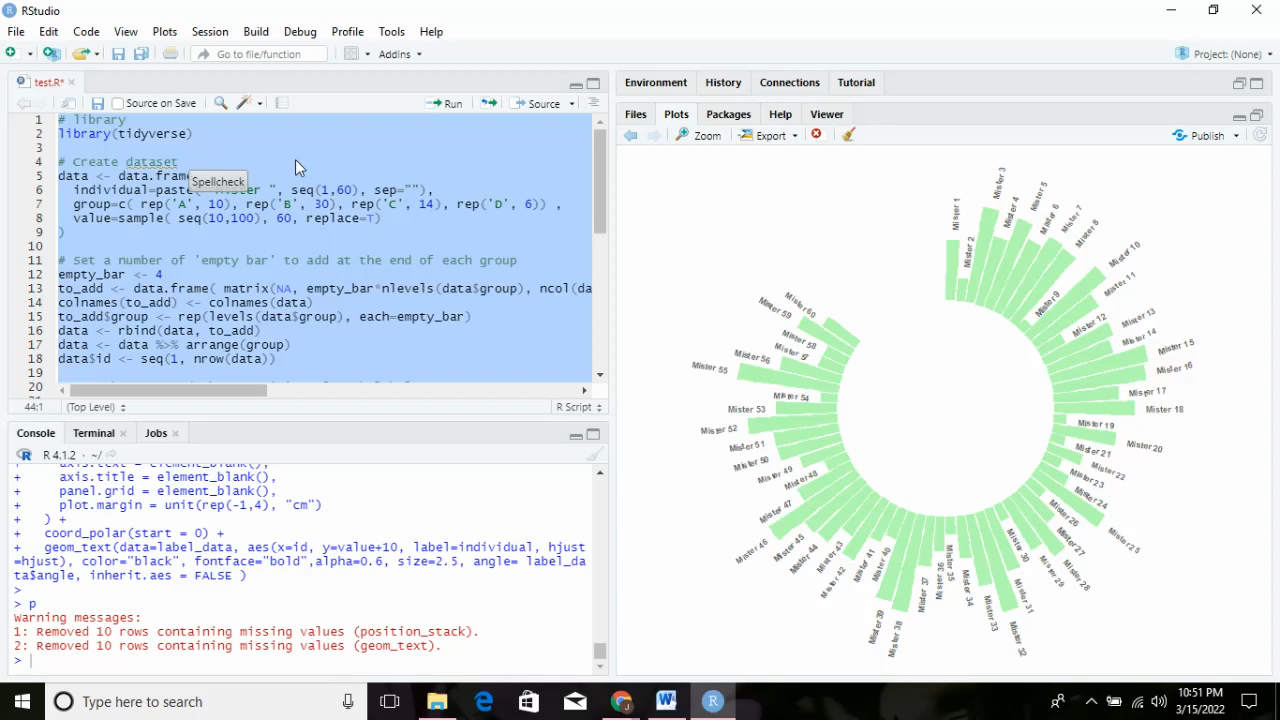 RStudio
File Edit Code View Plots Session Build Debug Profile Tools Help
Go to file/function Addins Project: (None)
test.R*
Source on Save Run Source
1 # library
2 library(tidyverse)
3
4 # Create dataset
5 data <- data.frame
Spellcheck
6 individual=paste( "Mister ", seq(1,60), sep=""),
7 group=c( rep('A', 10), rep('B', 30), rep('C', 14), rep('D', 6)) ,
8 value=sample( seq(10,100), 60, replace=T)
9 )
10
11 # Set a number of 'empty bar' to add at the end of each group
12 empty_bar <- 4
13 to_add <- data.frame( matrix(NA, empty_bar*nlevels(data$group), ncol(da
14 colnames(to_add) <- colnames(data)
15 to_add$group <- rep(levels(data$group), each=empty_bar)
16 data <- rbind(data, to_add)
17 data <- data %>% arrange(group)
18 data$id <- seq(1, nrow(data))
19
20
44:1 (Top Level) R Script
Console Terminal Jobs
R 4.1.2 · ~/
+ axis.text = element_blank(),
+ axis.title = element_blank(),
+ panel.grid = element_blank(),
+ plot.margin = unit(rep(-1,4), "cm")
+ ) +
+ coord_polar(start = 0) +
+ geom_text(data=label_data, aes(x=id, y=value+10, label=individual, hjust
=hjust), color="black", fontface="bold",alpha=0.6, size=2.5, angle= label_da
ta$angle, inherit.aes = FALSE )
>
> p
Warning messages:
1: Removed 10 rows containing missing values (position_stack).
2: Removed 10 rows containing missing values (geom_text).
>
Environment History Connections Tutorial
Files Plots Packages Help Viewer
Zoom Export Publish
Mister 1
Mister 2
Mister 3
Mister 4
Mister 5
Mister 6
Mister 7
Mister 8
Mister 9
Mister 10
Mister 11
Mister 12
Mister 13
Mister 14
Mister 15
Mister 16
Mister 17
Mister 18
Mister 19
Mister 20
Mister 21
Mister 22
Mister 23
Mister 24
Mister 25
Mister 26
Mister 27
Mister 28
Mister 29
Mister 30
Mister 31
Mister 32
Mister 33
Mister 34
Mister 35
Mister 36
Mister 37
Mister 38
Mister 39
Mister 40
Mister 41
Mister 42
Mister 43
Mister 44
Mister 45
Mister 46
Mister 47
Mister 48
Mister 49
Mister 50
Mister 51
Mister 52
Mister 53
Mister 54
Mister 55
Mister 56
Mister 57
Mister 58
Mister 59
Mister 60
Type here to search
10:51 PM
3/15/2022